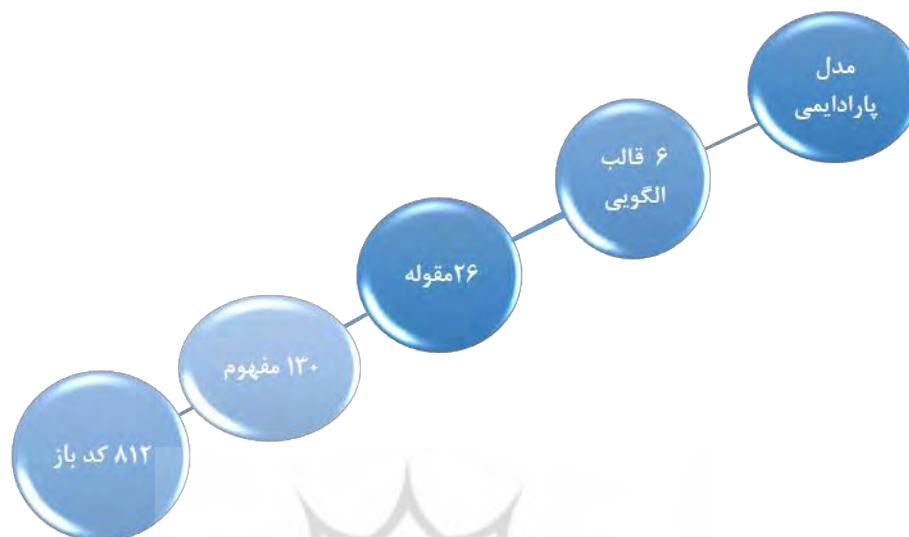 مدل
پارادایمی
۶ قالب
الگویی
۲۶مقوله
۱۳۰ مفهوم
۸۱۲ کد باز